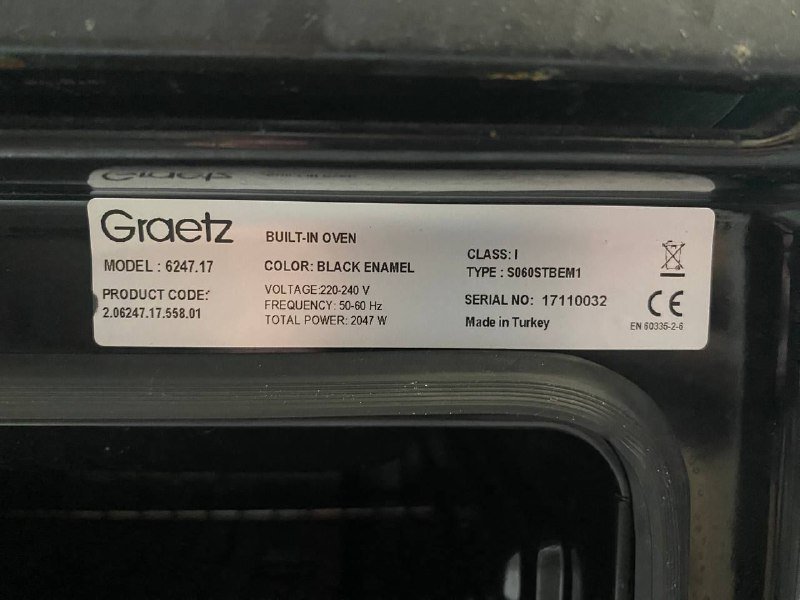 Graetz
BUILT-IN OVEN
MODEL : 6247.17
COLOR: BLACK ENAMEL
PRODUCT CODE:
2.06247.17.558.01
VOLTAGE:220-240 V
FREQUENCY: 50-60 Hz
TOTAL POWER: 2047 W
CLASS: I
TYPE : S060STBEM1
SERIAL NO: 17110032
Made in Turkey
CE
EN 60335-2-6